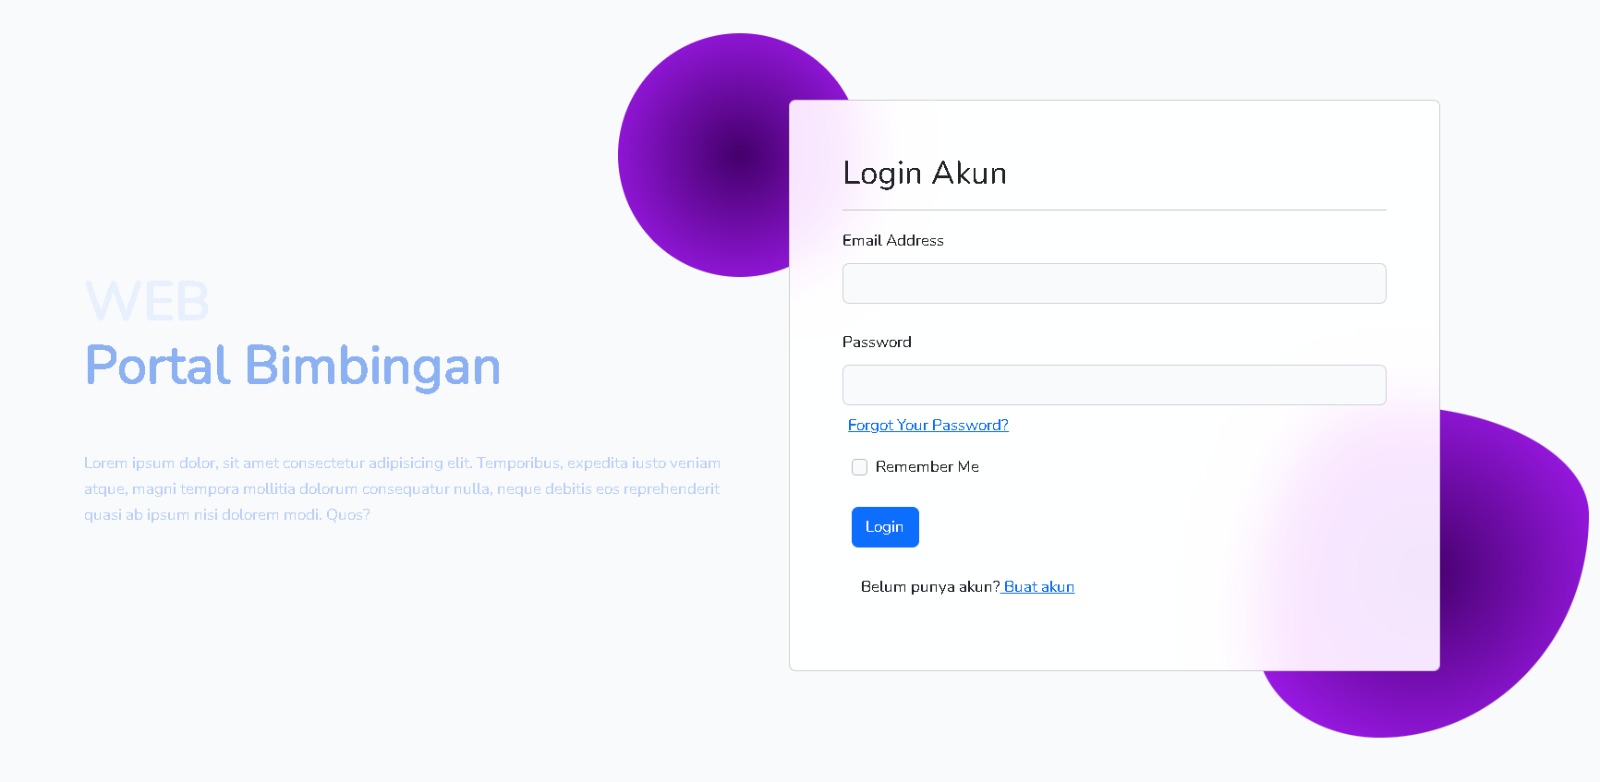 WEB
Portal Bimbingan
Lorem ipsum dolor, sit amet consectetur adipisicing elit. Temporibus, expedita iusto veniam
atque, magni tempora mollitia dolorum consequatur nulla, neque debitis eos reprehenderit
quasi ab ipsum nisi dolorem modi. Quos?
Login Akun
Email Address
Password
Forgot Your Password?
Remember Me
Login
Belum punya akun? Buat akun